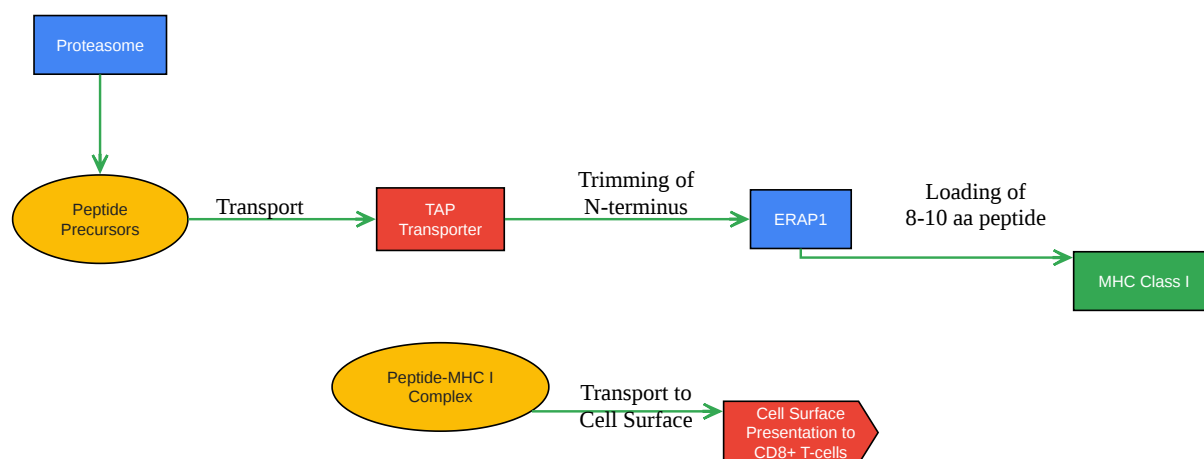 Proteasome
Peptide
Precursors
Transport
TAP
Transporter
Trimming of
N-terminus
ERAP1
Loading of
8-10 aa peptide
MHC Class I
Peptide-MHC I
Complex
Transport to
Cell Surface
Cell Surface
Presentation to
CD8+ T-cells